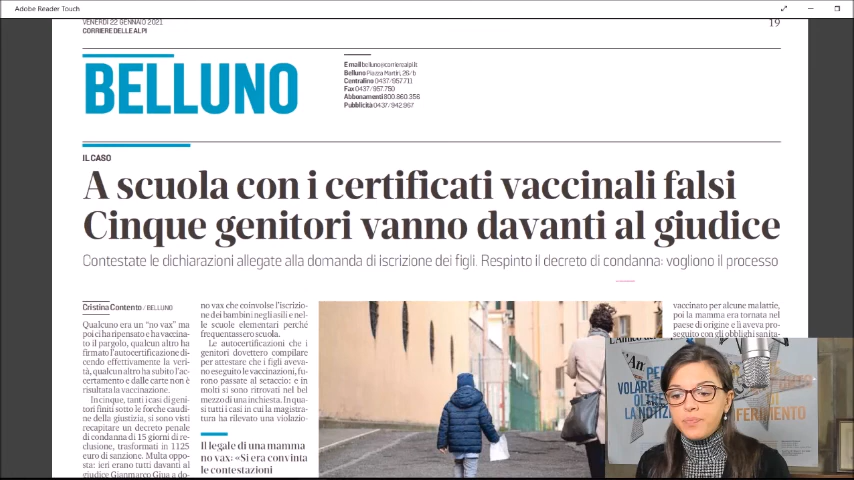 Adobe Reader Touch
VENERDÌ 22 GENNAIO 2021
CORRIERE DELLE ALPI
19
BELLUNO
Email belluno@corrierealpi.it
Belluno Piazza Martiri, 26/b
Centralino 0437/957.711
Fax 0437/957.750
Abbonamenti 800.860.356
Pubblicità 0437/942.967
IL CASO
A scuola con i certificati vaccinali falsi
Cinque genitori vanno davanti al giudice
Contestate le dichiarazioni allegate alla domanda di iscrizione dei figli. Respinto il decreto di condanna: vogliono il processo
Cristina Contento / BELLUNO
Qualcuno era un "no vax" ma
poi ci ha ripensato e ha vaccina-
to il pargolo, qualcun altro ha
firmato l'autocertificazione di-
cendo effettivamente la veri-
tà, qualcun altro ha subito l'ac-
certamento e dalle carte non è
risultata la vaccinazione.
In cinque, tanti i casi di geni-
tori finiti sotto le forche caudi-
ne della giustizia, si sono visti
recapitare un decreto penale
di condanna di 15 giorni di re-
clusione, trasformati in 1125
euro di sanzione. Multa oppo-
sta: ieri erano tutti davanti al
giudice Gianmarco Giua a do-
no vax che coinvolse l'iscrizio-
ne dei bambini negli asili e nel-
le scuole elementari perché
frequentassero scuola.
Le autocertificazioni che i
genitori dovettero compilare
per attestare che i figli aveva-
no eseguito le vaccinazioni, fu-
rono passate al setaccio: e in
molti si sono ritrovati nel bel
mezzo di una inchiesta. In qua-
si tutti i casi in cui la magistra-
tura ha rilevato una violazio-
Il legale di una mamma
no vax: «Si era convinta
le contestazioni
vaccinato per alcune malattie,
poi la mamma era tornata nel
paese di origine e li aveva pro-
seguito con gli obblighi sanita-
PER
VOLARE
OLTRE
LA NOTIZI
FERIMENTO